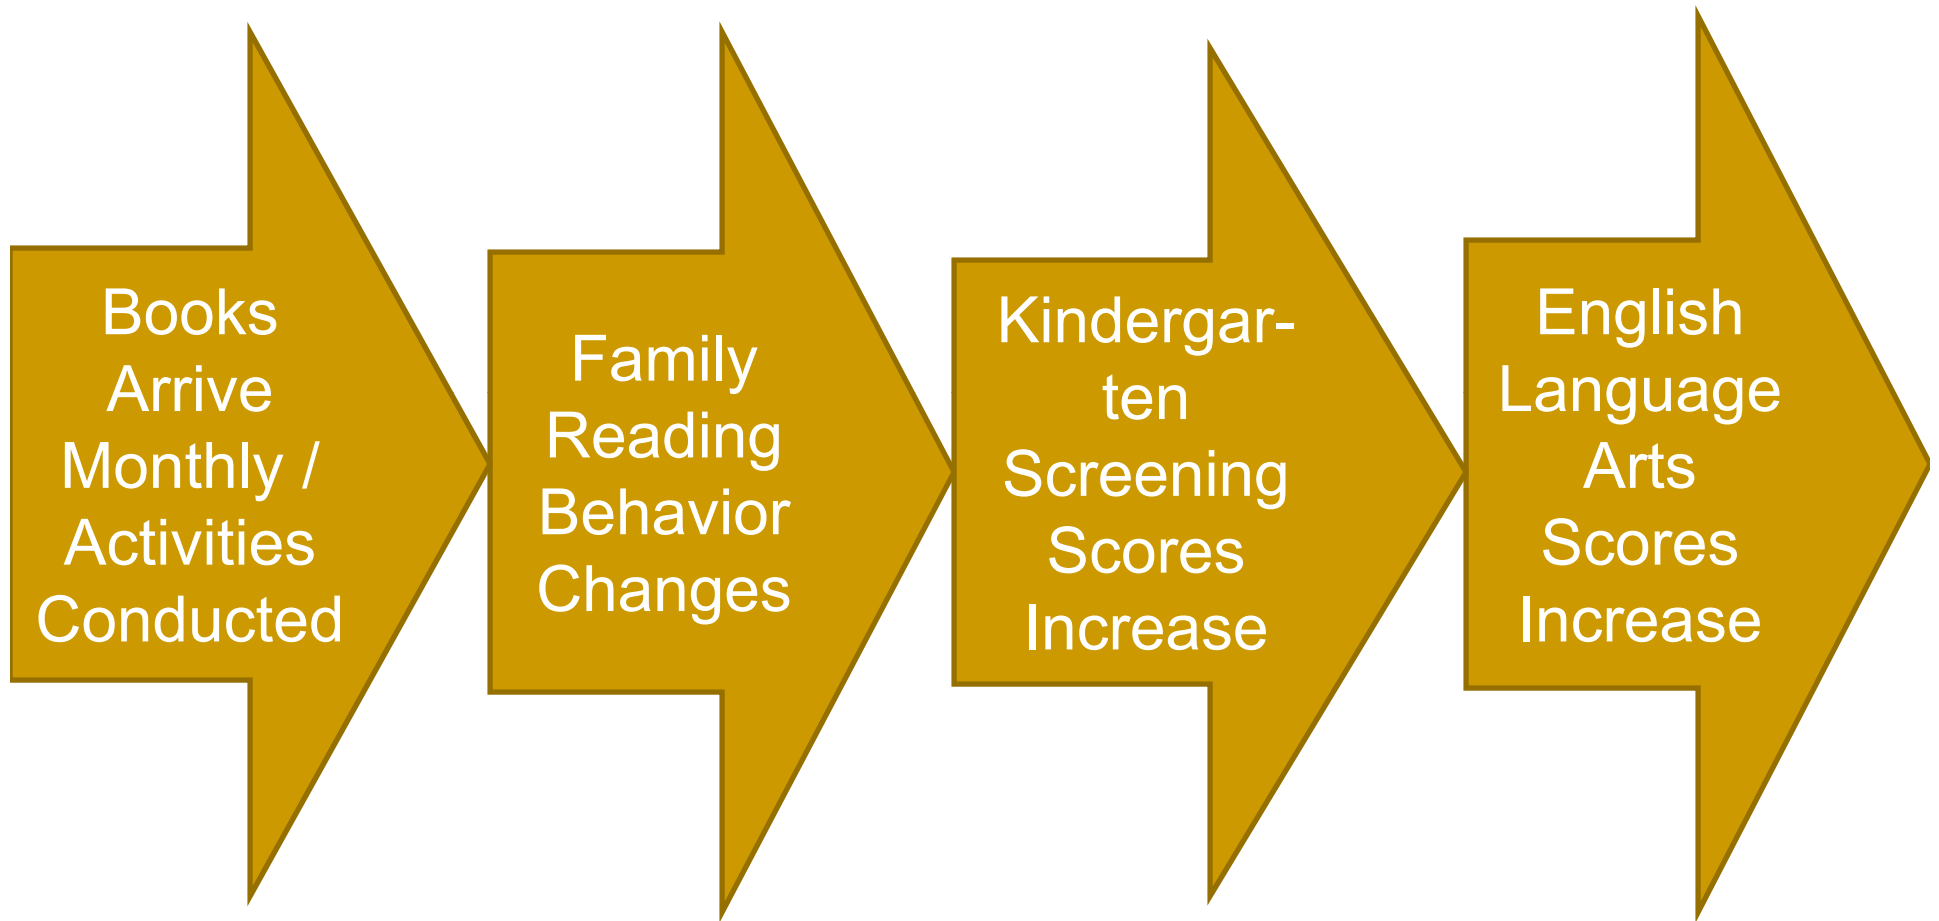 Books
Arrive
Monthly /
Activities
Conducted
Family
Reading
Behavior
Changes
Kindergar-
ten
Screening
Scores
Increase
English
Language
Arts
Scores
Increase